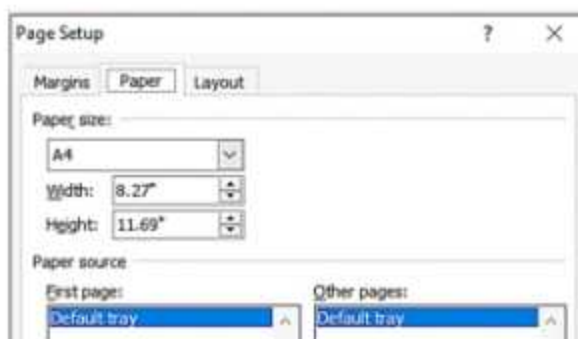 Page Setup ?
Margins Paper Layout
Paper size:
A4
Width: 8.27"
Height: 11.69"
Paper source
First page: Other pages:
Default tray Default tray